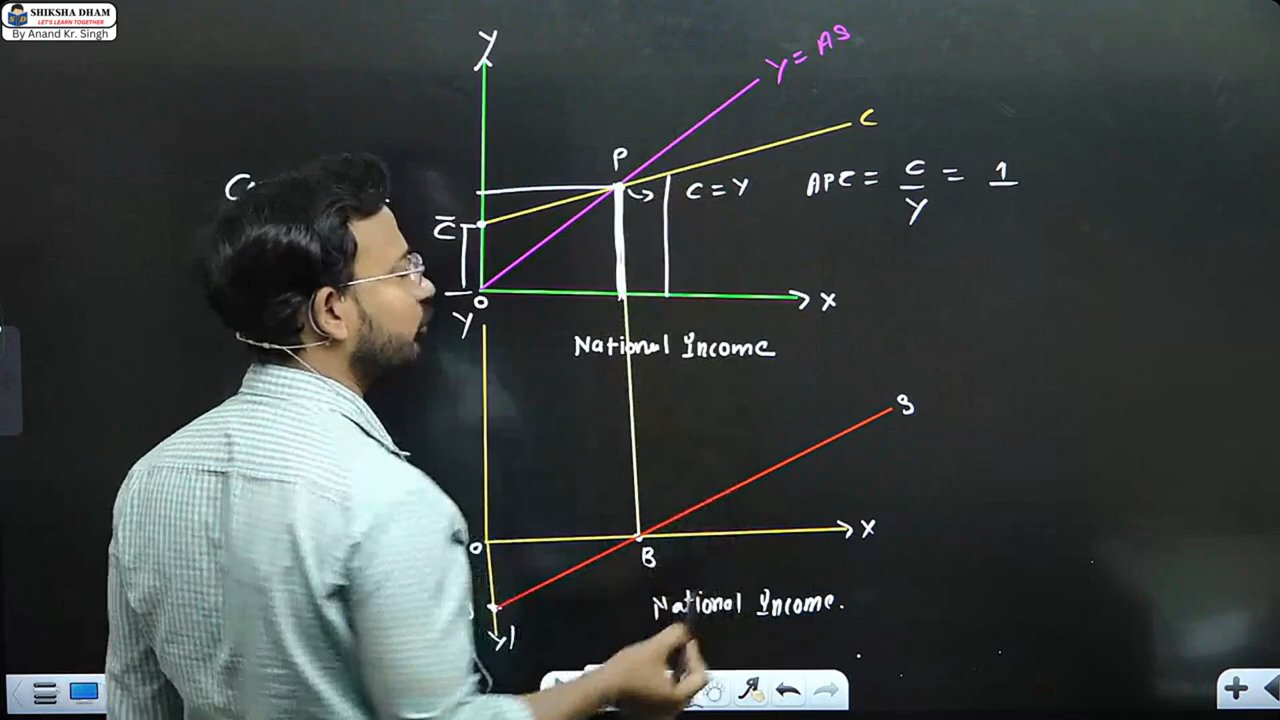 SHIKSHA DHAM
LET'S LEARN TOGETHER
By Anand Kr. Singh
Y
Y = AS
C
P
C = Y
APC = C/Y = 1
C̄
O
X
Y
National Income
S
O
X
B
National Income.
Y1